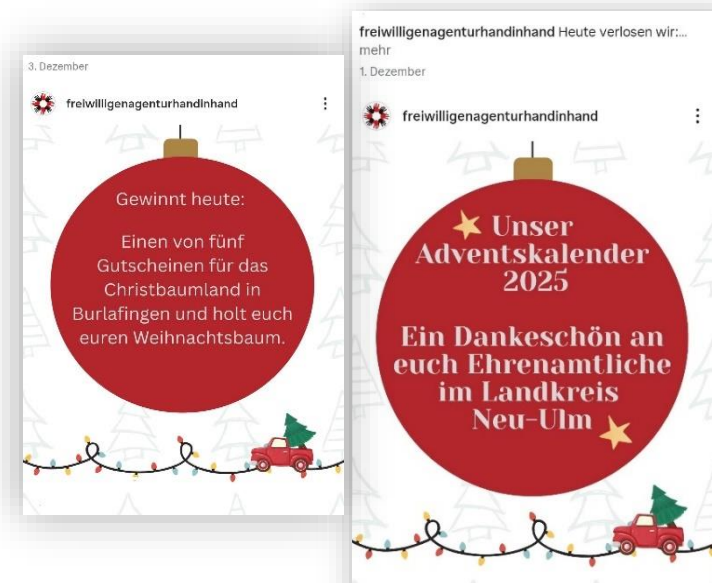 3. Dezember
freiwilligenagenturhandinhand
Gewinnt heute:
Einen von fünf
Gutscheinen für das
Christbaumland in
Burlafingen und holt euch
euren Weihnachtsbaum.
freiwilligenagenturhandinhand Heute verlosen wir:...
mehr
1. Dezember
freiwilligenagenturhandinhand
Unser
Adventskalender
2025
Ein Dankeschön an
euch Ehrenamtliche
im Landkreis
Neu-Ulm